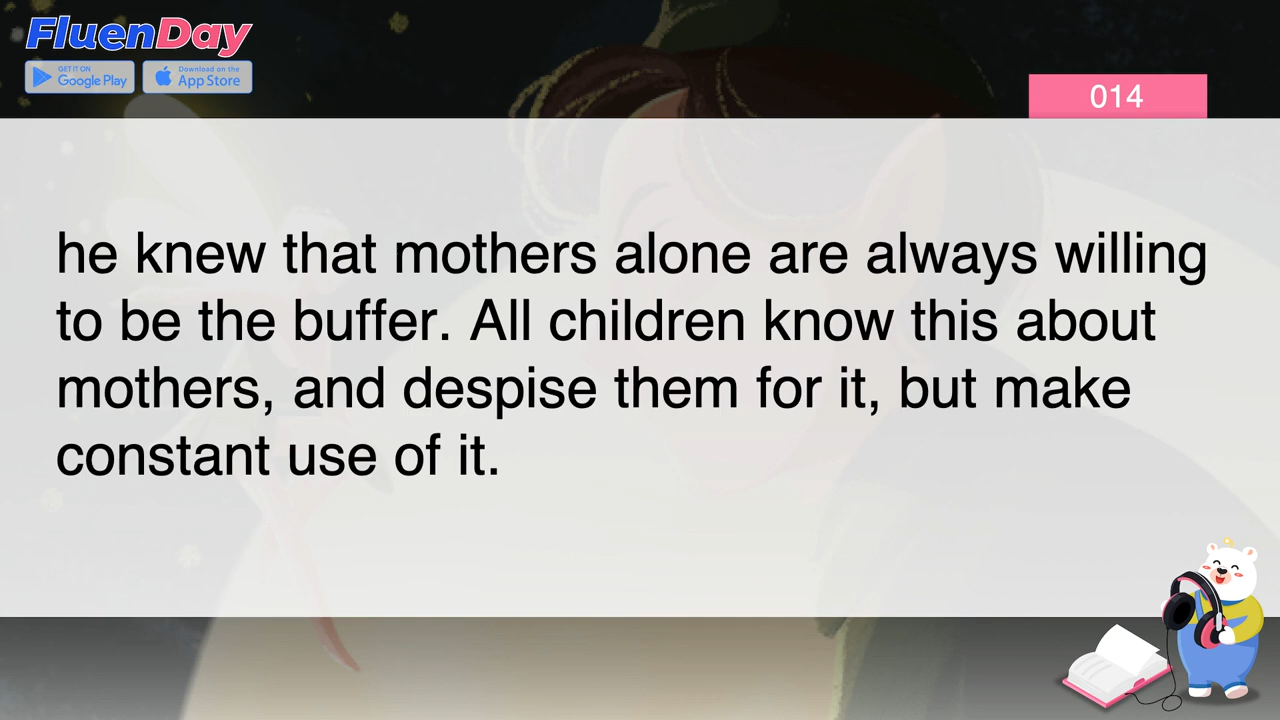 FluenDay
GET IT ON
Google Play
Download on the
App Store
014
he knew that mothers alone are always willing
to be the buffer. All children know this about
mothers, and despise them for it, but make
constant use of it.